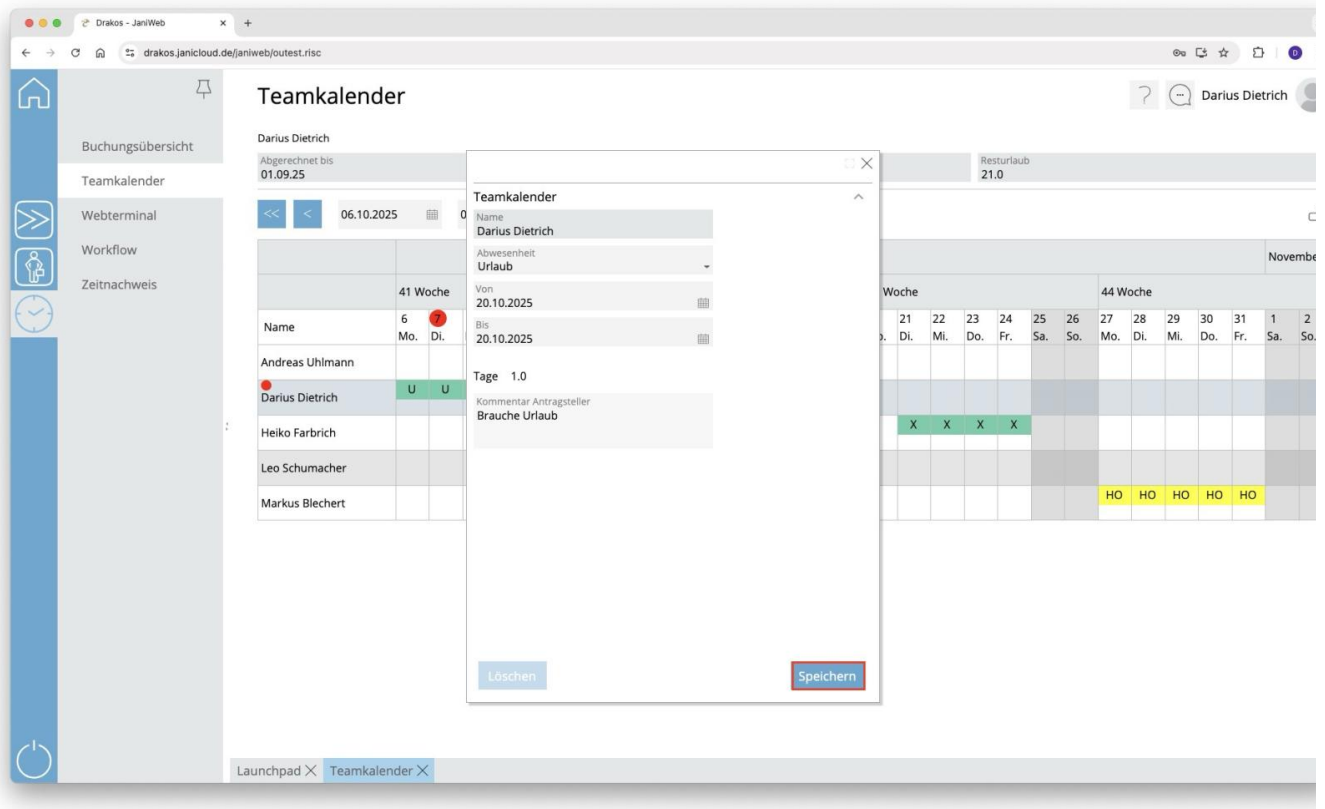 Drakos - JaniWeb
drakos.janicloud.de/janiweb/outest.risc
D
Teamkalender
?
Darius Dietrich
Buchungsübersicht
Teamkalender
Webterminal
Workflow
Zeitnachweis
Darius Dietrich
Abgerechnet bis
01.09.25
Resturlaub
21.0
<< < 06.10.2025 0
Teamkalender
Name
Darius Dietrich
Abwesenheit
Urlaub
Von
20.10.2025
Bis
20.10.2025
Tage 1.0
Kommentar Antragsteller
Brauche Urlaub
Löschen
Speichern
Novembe
41 Woche Woche 44 Woche
Name 6 7 21 22 23 24 25 26 27 28 29 30 31 1 2
Mo. Di. Di. Mi. Do. Fr. Sa. So. Mo. Di. Mi. Do. Fr. Sa. So.
Andreas Uhlmann
Darius Dietrich U U
Heiko Farbrich X X X X
Leo Schumacher
Markus Blechert HO HO HO HO HO
Launchpad Teamkalender